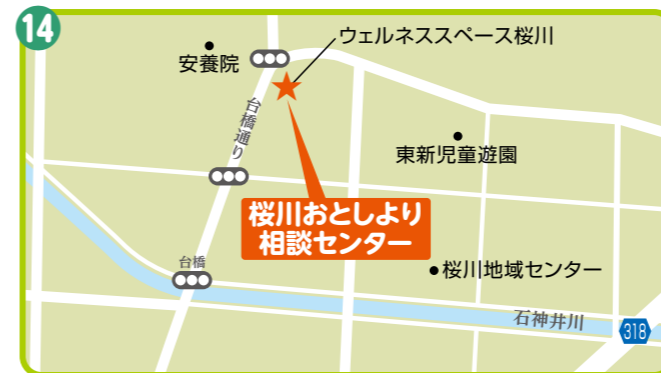 14
ウェルネススペース桜川
安養院
台橋通り
東新児童遊園
桜川おとしより
相談センター
桜川地域センター
台橋
石神井川
318